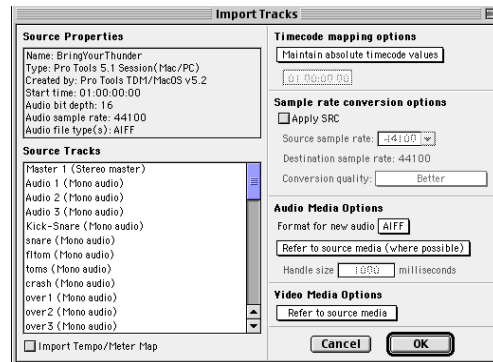 Import Tracks
Source Properties
Name: BringYourThunder
Type: Pro Tools 5.1 Session(Mac/PC)
Created by: Pro Tools TDM/MacOS v5.2
Start time: 01:00:00:00
Audio bit depth: 16
Audio sample rate: 44100
Audio file type(s): AIFF
Source Tracks
Master 1 (Stereo master)
Audio 1 (Mono audio)
Audio 2 (Mono audio)
Audio 3 (Mono audio)
Kick-Snare (Mono audio)
snare (Mono audio)
fltom (Mono audio)
toms (Mono audio)
crash (Mono audio)
over1 (Mono audio)
over2 (Mono audio)
over3 (Mono audio)
Import Tempo/Meter Map
Timecode mapping options
Maintain absolute timecode values
01:00:00:00
Sample rate conversion options
Apply SRC
Source sample rate: 44100
Destination sample rate: 44100
Conversion quality: Better
Audio Media Options
Format for new audio AIFF
Refer to source media (where possible)
Handle size 1000 milliseconds
Video Media Options
Refer to source media
Cancel OK